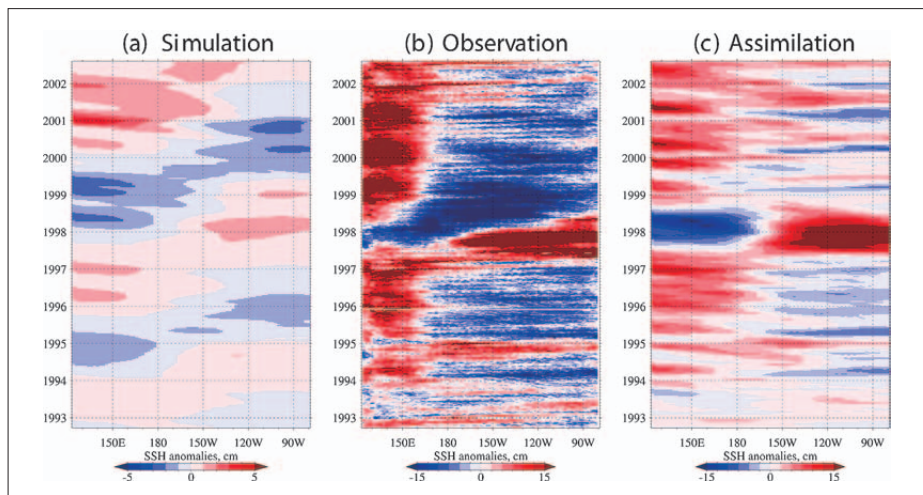 (a) Simulation
(b) Observation
(c) Assimilation
2002
2001
2000
1999
1998
1997
1996
1995
1994
1993
150E 180 150W 120W 90W
SSH anomalies, cm
-5 0 5
2002
2001
2000
1999
1998
1997
1996
1995
1994
1993
150E 180 150W 120W 90W
SSH anomalies, cm
-15 0 15
2002
2001
2000
1999
1998
1997
1996
1995
1994
1993
150E 180 150W 120W 90W
SSH anomalies, cm
-15 0 15